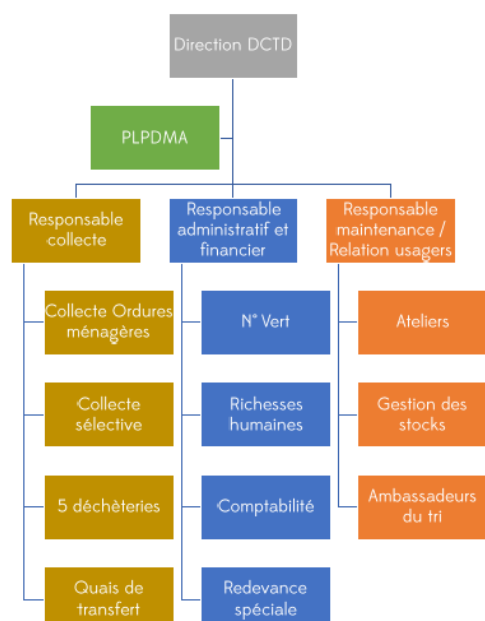 Direction DCTD
PLPDMA
Responsable
collecte
Responsable
administratif et
financier
Responsable
maintenance /
Relation usagers
Collecte Ordures
ménagères
N° Vert
Ateliers
Collecte
sélective
Richesses
humaines
Gestion des
stocks
5 déchèteries
Comptabilité
Ambassadeurs
du tri
Quais de
transfert
Redevance
spéciale